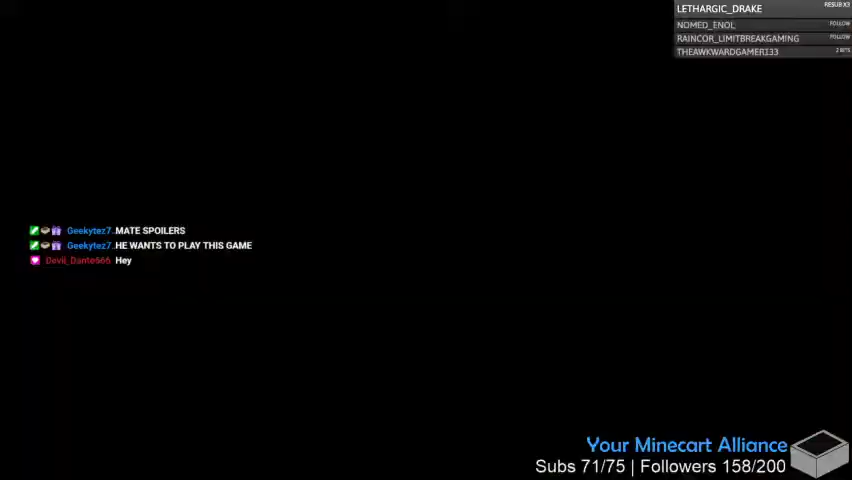 LETHARGIC_DRAKE RESUB X3
NOMED_ENOL FOLLOW
RAINCOR_LIMITBREAKGAMING FOLLOW
THEAWKWARDGAMER133 2 BITS
Geekytez7 MATE SPOILERS
Geekytez7 HE WANTS TO PLAY THIS GAME
Devil_Dante666 Hey
Your Minecart Alliance
Subs 71/75 | Followers 158/200